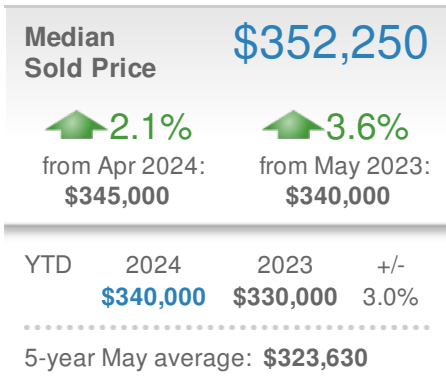 Median
Sold Price
$352,250
2.1%
from Apr 2024:
$345,000
3.6%
from May 2023:
$340,000
YTD 2024 2023 +/-
$340,000 $330,000 3.0%
5-year May average: $323,630